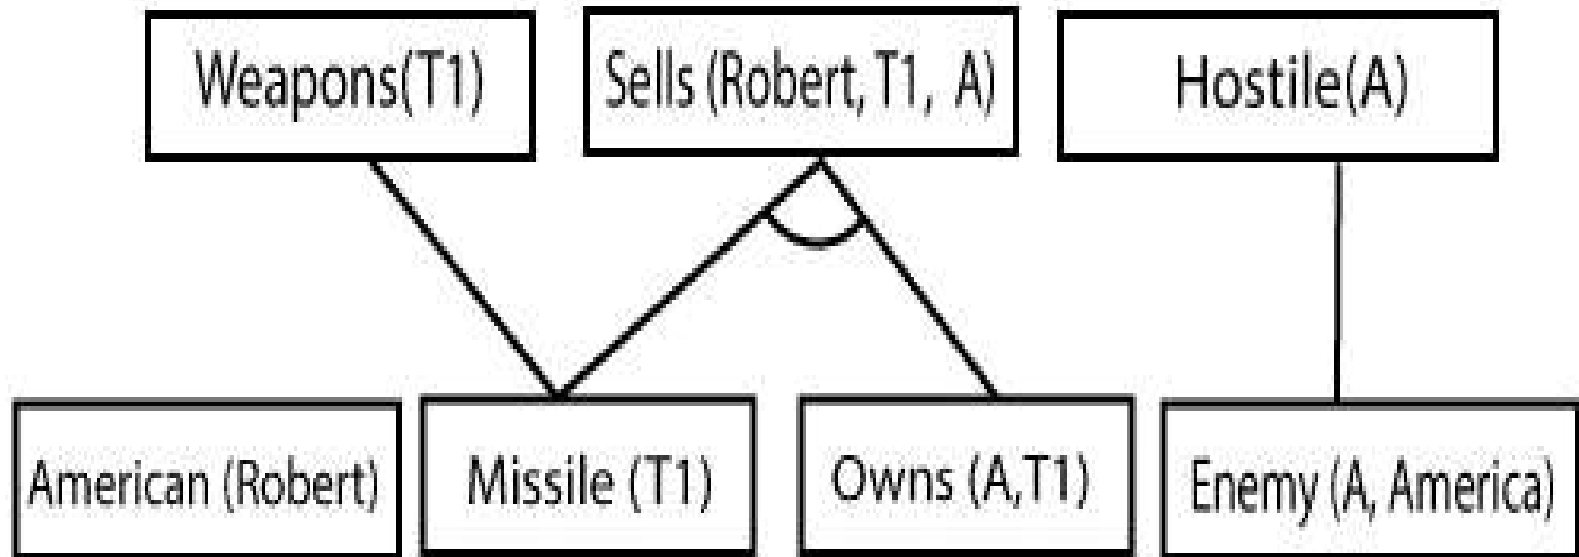 Weapons(T1)
Sells (Robert, T1, A)
Hostile(A)
American (Robert)
Missile (T1)
Owns (A,T1)
Enemy (A, America)